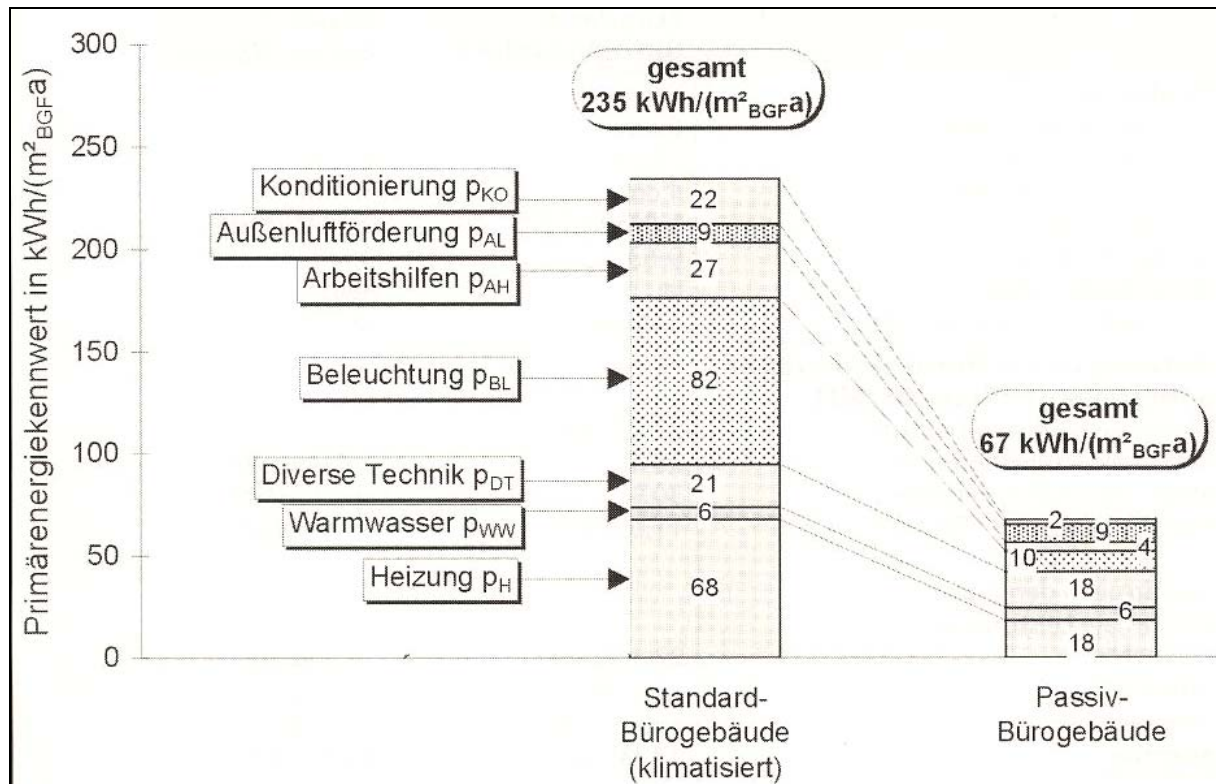 Primärenergiekennwert in kWh/(m²BGFa)
300
250
200
150
100
50
0
gesamt
235 kWh/(m²BGFa)
Konditionierung pKO
Außenluftförderung pAL
Arbeitshilfen pAH
Beleuchtung pBL
Diverse Technik pDT
Warmwasser pWW
Heizung pH
22
9
27
82
21
6
68
gesamt
67 kWh/(m²BGFa)
2
9
4
10
18
6
18
Standard-
Bürogebäude
(klimatisiert)
Passiv-
Bürogebäude